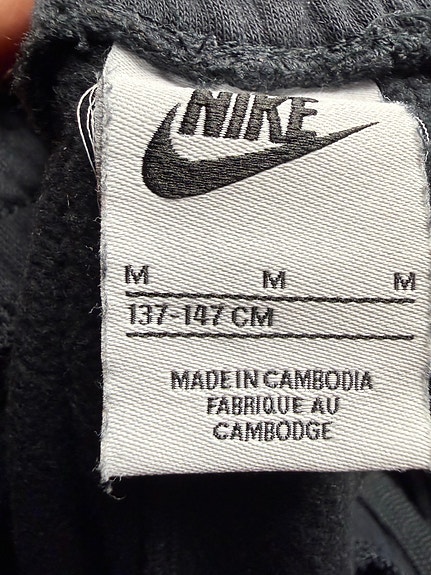 NIKE
M M M
137-147 CM
MADE IN CAMBODIA
FABRIQUE AU
CAMBODGE